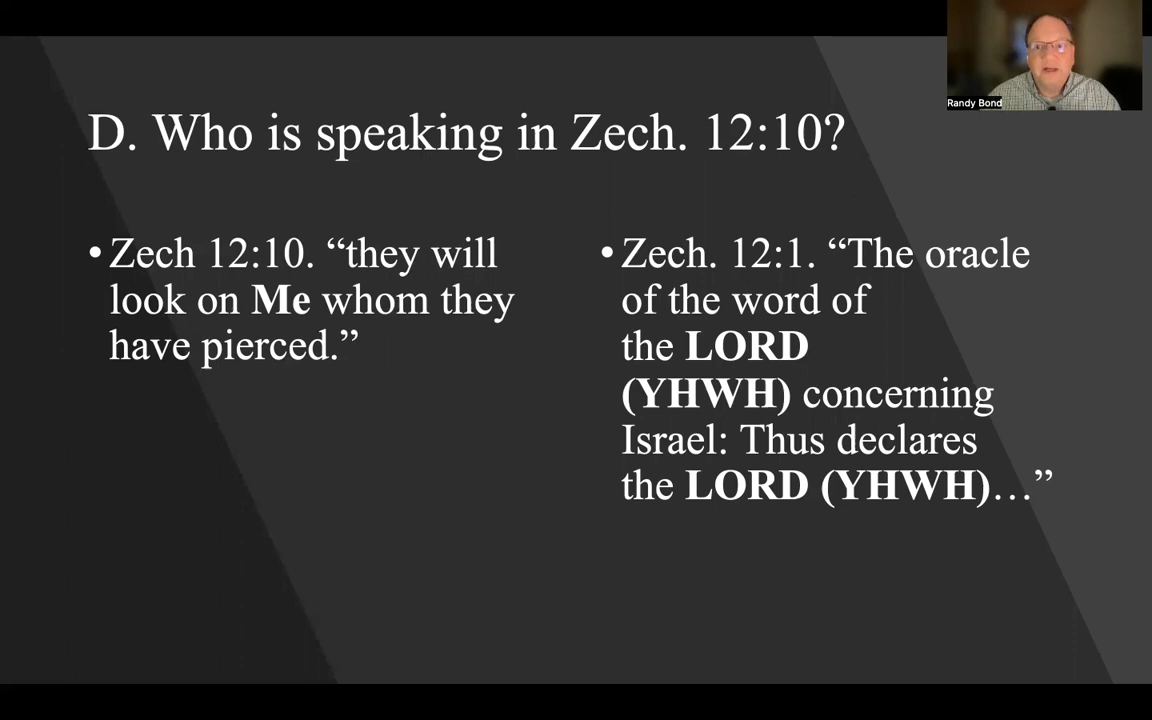 Randy Bond
D. Who is speaking in Zech. 12:10?
• Zech 12:10. “they will
look on Me whom they
have pierced.”
• Zech. 12:1. “The oracle
of the word of
the LORD
(YHWH) concerning
Israel: Thus declares
the LORD (YHWH)…”